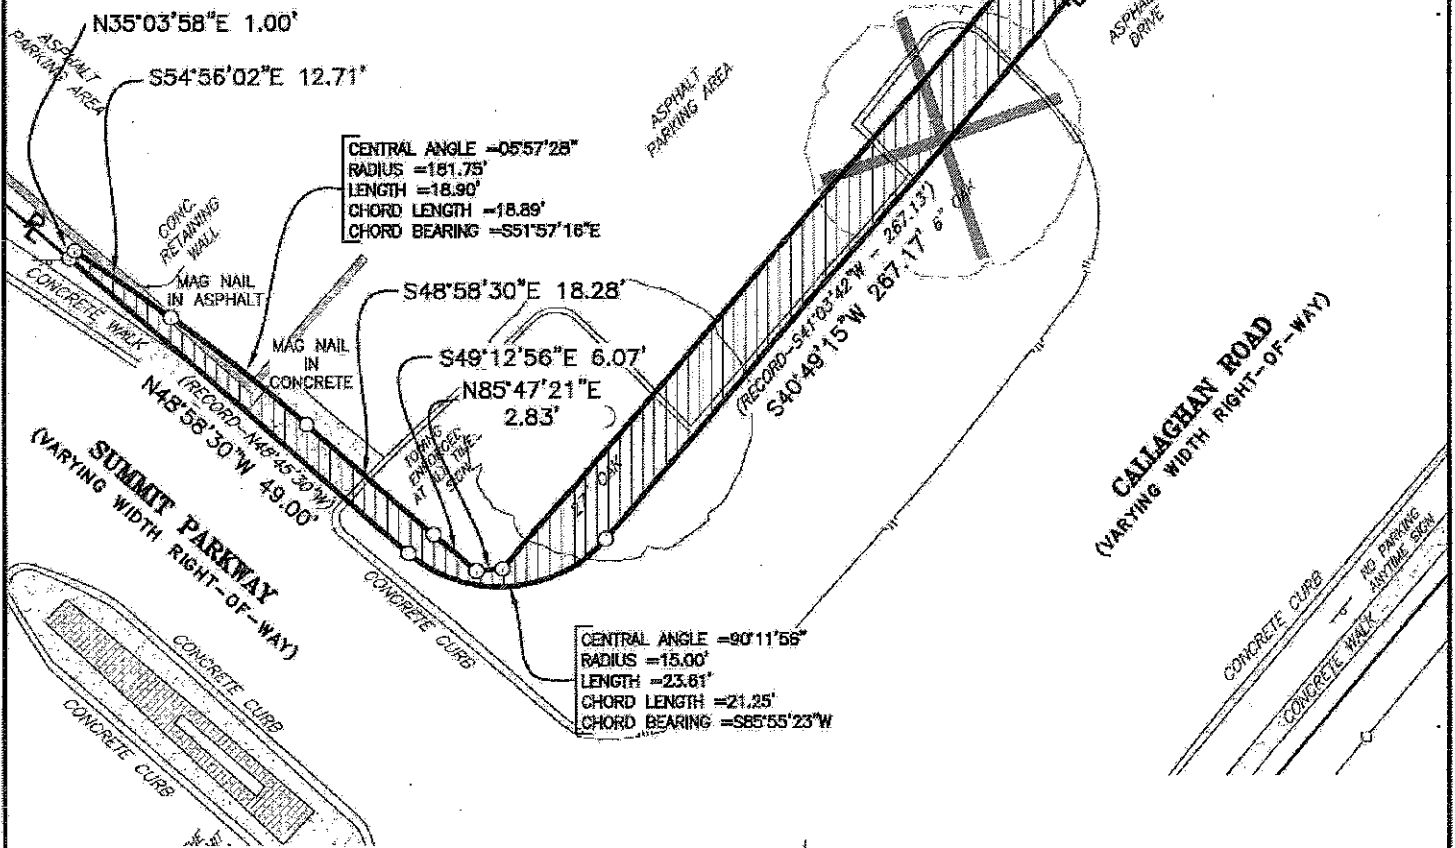 N35°03'58"E 1.00'
ASPHALT
PARKING AREA
S54°56'02"E 12.71'
ASPHALT
PARKING AREA
DRIVE
CENTRAL ANGLE =05°57'28"
RADIUS =181.75'
LENGTH =18.90'
CHORD LENGTH =18.89'
CHORD BEARING =S51°57'16"E
CONC.
RETAINING
WALL
MAG NAIL
IN ASPHALT
CONCRETE WALK
S48°58'30"E 18.28'
MAG NAIL
IN
CONCRETE
S49°12'56"E 6.07'
N85°47'21"E
2.83'
(RECORD-N48°45'30"W)
N48°58'30"W 49.00'
TOWING
ENFORCED
AT ALL TIME
SIGN
OAK
6" OAK
(RECORD-S41°03'42"W - 267.13')
S40°49'15"W 267.17'
CALLAGHAN ROAD
(VARYING WIDTH RIGHT-OF-WAY)
SUMMIT PARKWAY
(VARYING WIDTH RIGHT-OF-WAY)
CONCRETE CURB
CENTRAL ANGLE =90°11'56"
RADIUS =15.00'
LENGTH =23.61'
CHORD LENGTH =21.25'
CHORD BEARING =S85°55'23"W
CONCRETE CURB
CONCRETE CURB
CONCRETE CURB
CONCRETE WALK
NO PARKING
ANYTIME SIGN